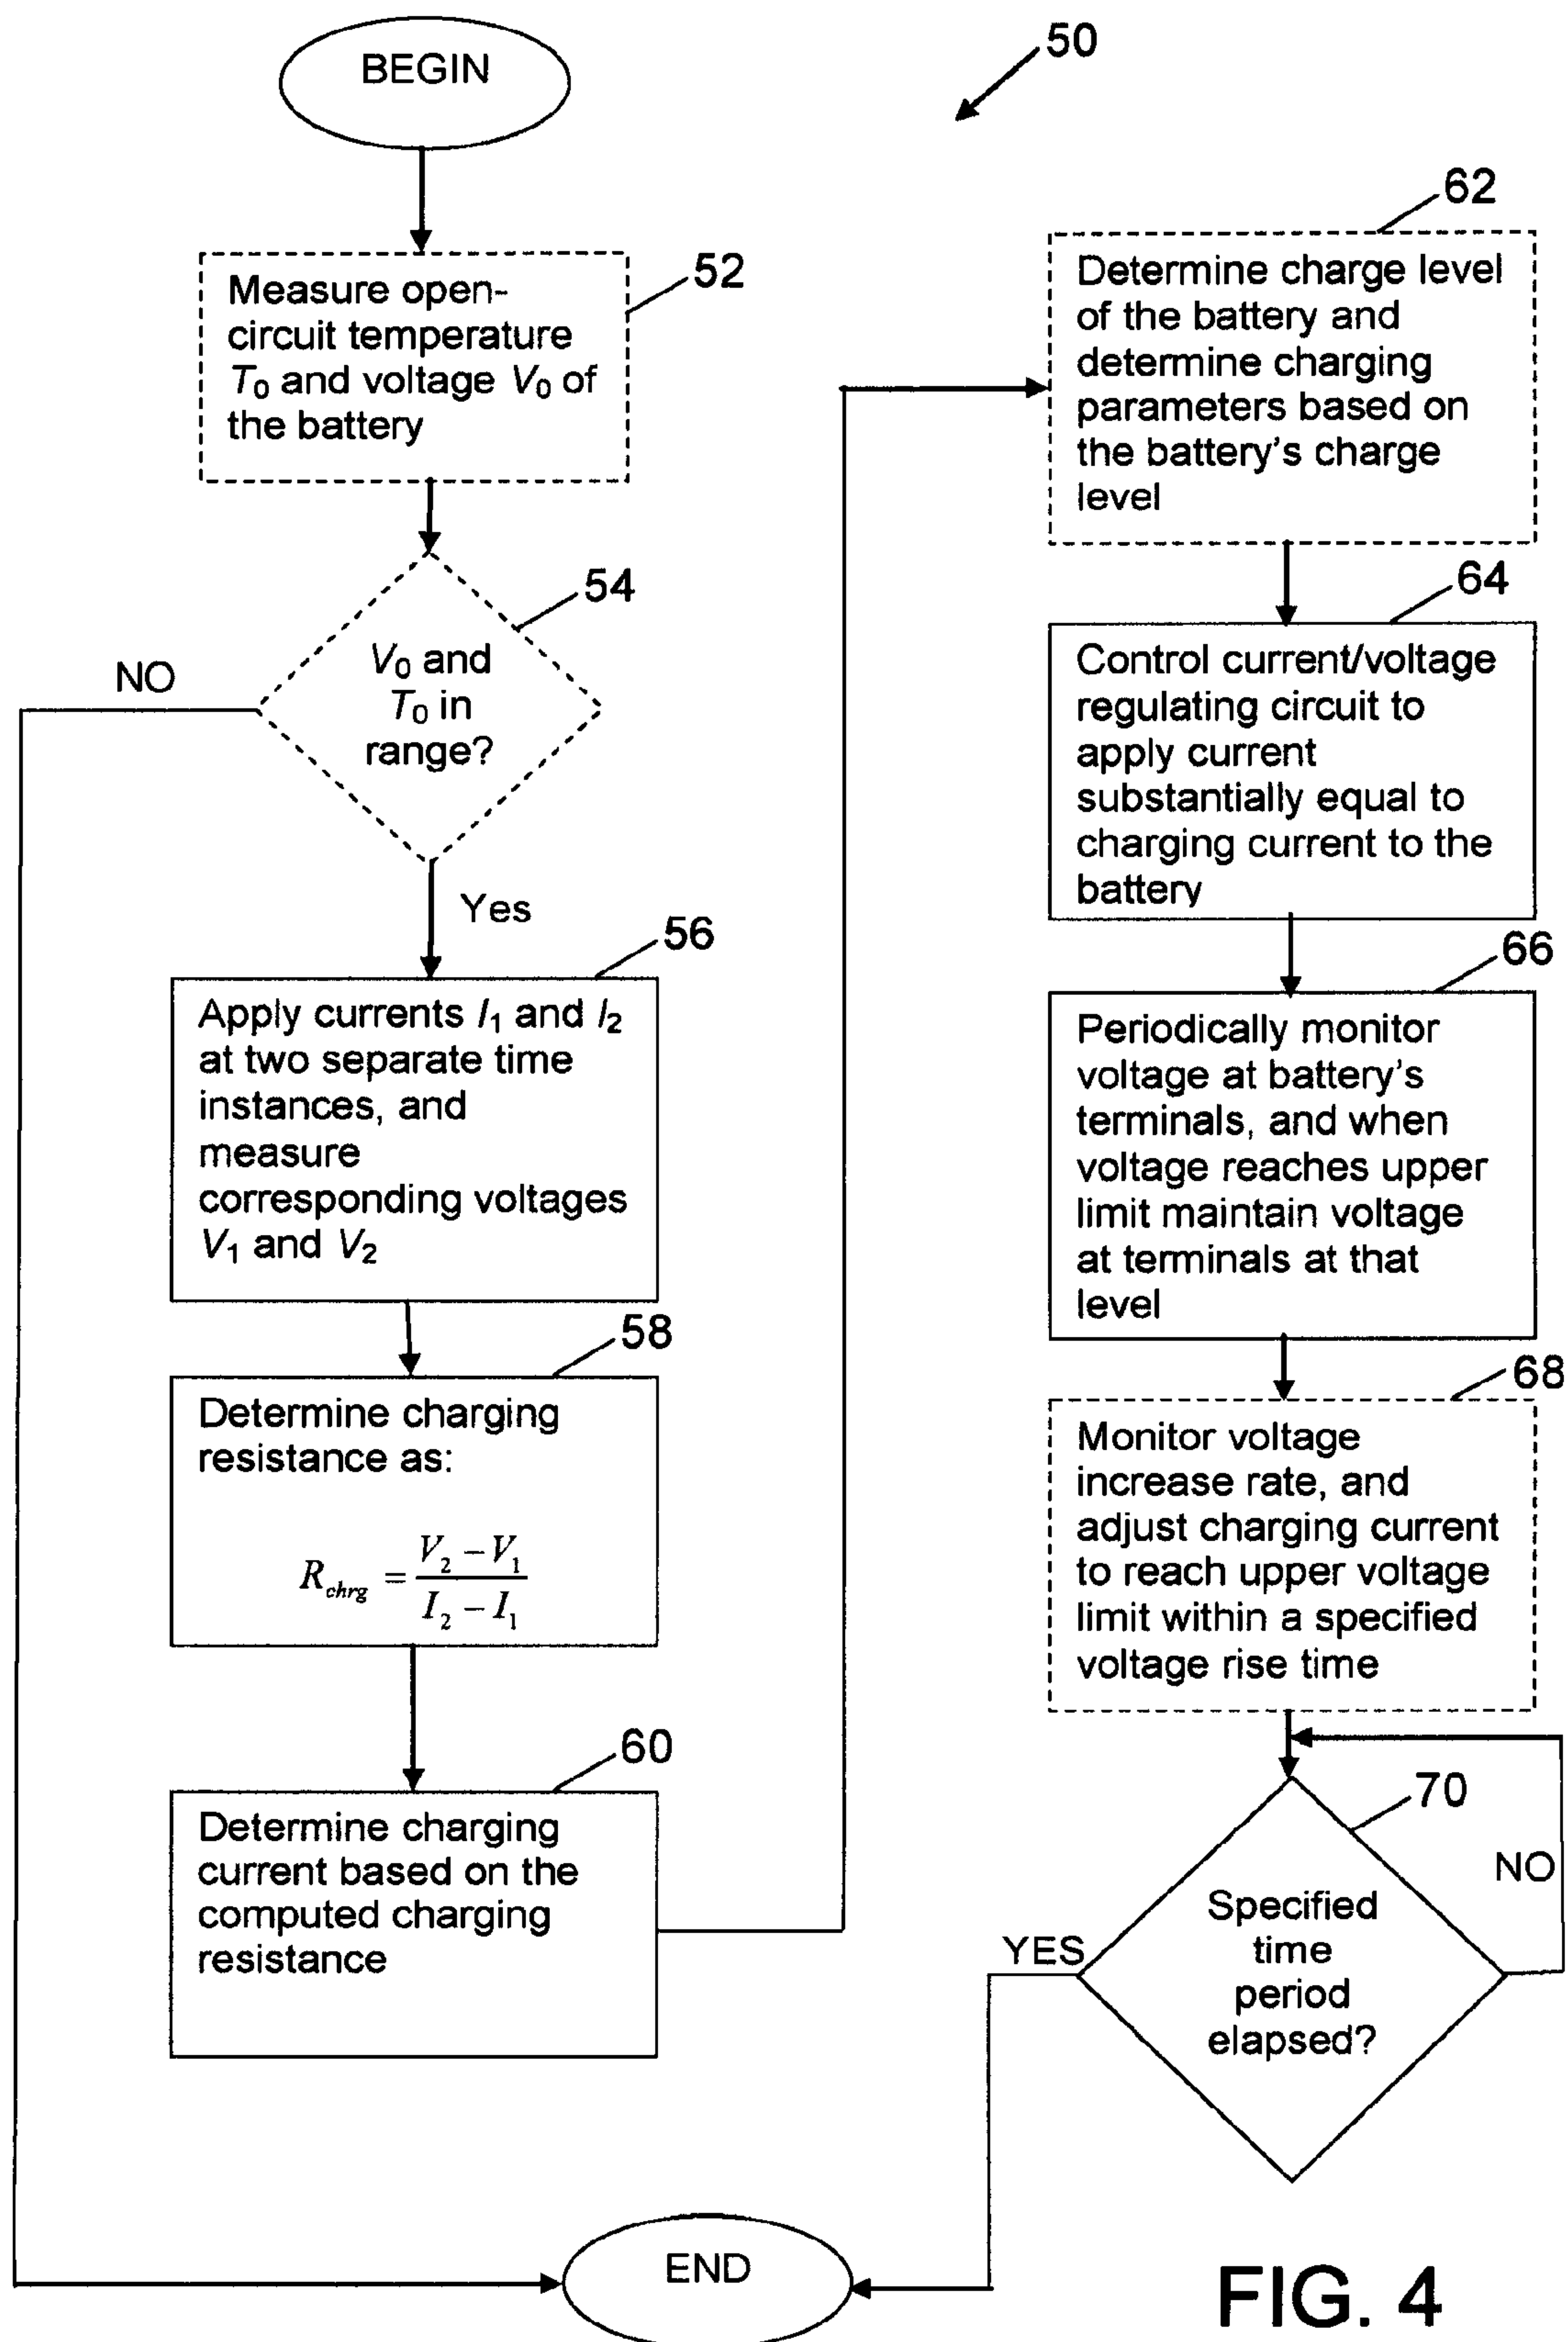 BEGIN
50
Measure open-
circuit temperature
T₀ and voltage V₀ of
the battery
52
V₀ and
T₀ in
range?
54
NO
Yes
Apply currents I₁ and I₂
at two separate time
instances, and
measure
corresponding voltages
V₁ and V₂
56
Determine charging
resistance as:
R_chrg = (V₂ – V₁) / (I₂ – I₁)
58
Determine charging
current based on the
computed charging
resistance
60
Determine charge level
of the battery and
determine charging
parameters based on
the battery's charge
level
62
Control current/voltage
regulating circuit to
apply current
substantially equal to
charging current to the
battery
64
Periodically monitor
voltage at battery's
terminals, and when
voltage reaches upper
limit maintain voltage
at terminals at that
level
66
Monitor voltage
increase rate, and
adjust charging current
to reach upper voltage
limit within a specified
voltage rise time
68
Specified
time
period
elapsed?
70
NO
YES
END
FIG. 4